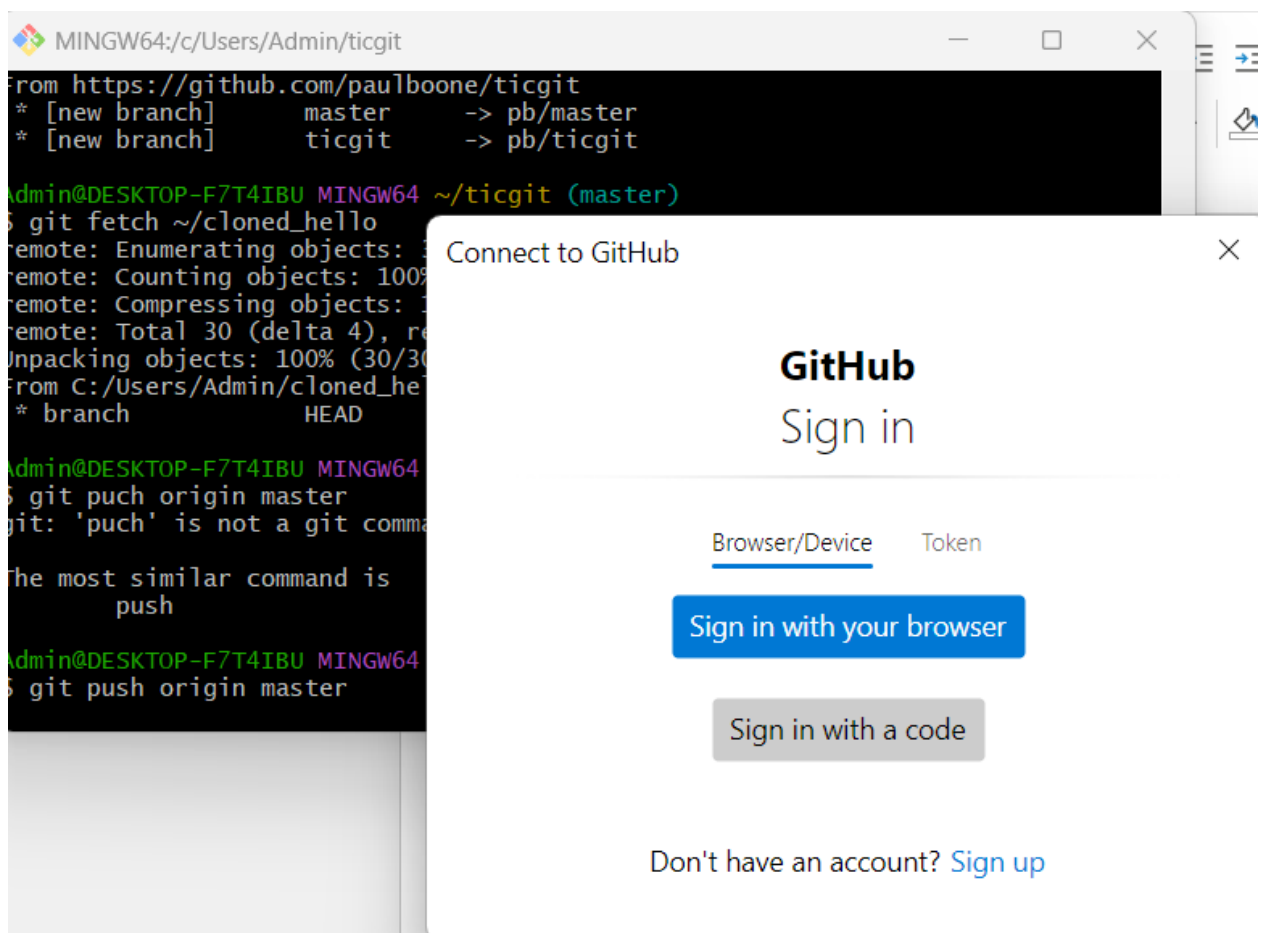 MINGW64:/c/Users/Admin/ticgit
From https://github.com/paulboone/ticgit
* [new branch] master -> pb/master
* [new branch] ticgit -> pb/ticgit
Admin@DESKTOP-F7T4IBU MINGW64 ~/ticgit (master)
$ git fetch ~/cloned_hello
remote: Enumerating objects:
remote: Counting objects: 100%
remote: Compressing objects:
remote: Total 30 (delta 4), re
Unpacking objects: 100% (30/30
From C:/Users/Admin/cloned_he
* branch HEAD
Admin@DESKTOP-F7T4IBU MINGW64
$ git puch origin master
git: 'puch' is not a git comma
The most similar command is
push
Admin@DESKTOP-F7T4IBU MINGW64
$ git push origin master
Connect to GitHub
GitHub
Sign in
Browser/Device Token
Sign in with your browser
Sign in with a code
Don't have an account? Sign up